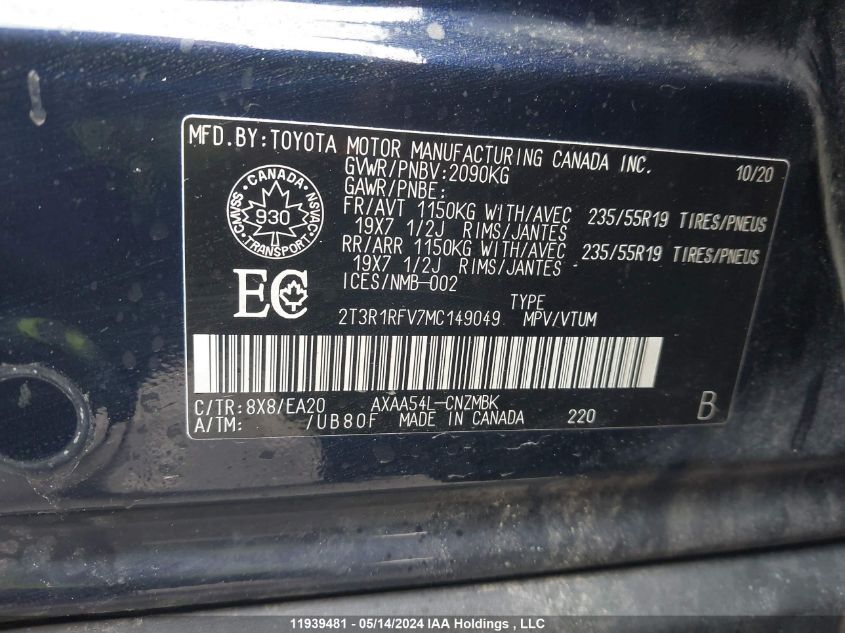 MFD.BY:TOYOTA MOTOR MANUFACTURING CANADA INC. 10/20
GVWR/PNBV:2090KG
GAWR/PNBE:
FR/AVT 1150KG WITH/AVEC 235/55R19 TIRES/PNEUS
19X7 1/2J RIMS/JANTES
RR/ARR 1150KG WITH/AVEC 235/55R19 TIRES/PNEUS
19X7 1/2J RIMS/JANTES
ICES/NMB-002
CANADA
CMVSS 930 NSVAC
TRANSPORT
EC
TYPE
2T3R1RFV7MC149049 MPV/VTUM
C/TR:8X8/EA20 AXAA54L-CNZMBK B
A/TM: /UB80F MADE IN CANADA 220
11939481 - 05/14/2024 IAA Holdings , LLC